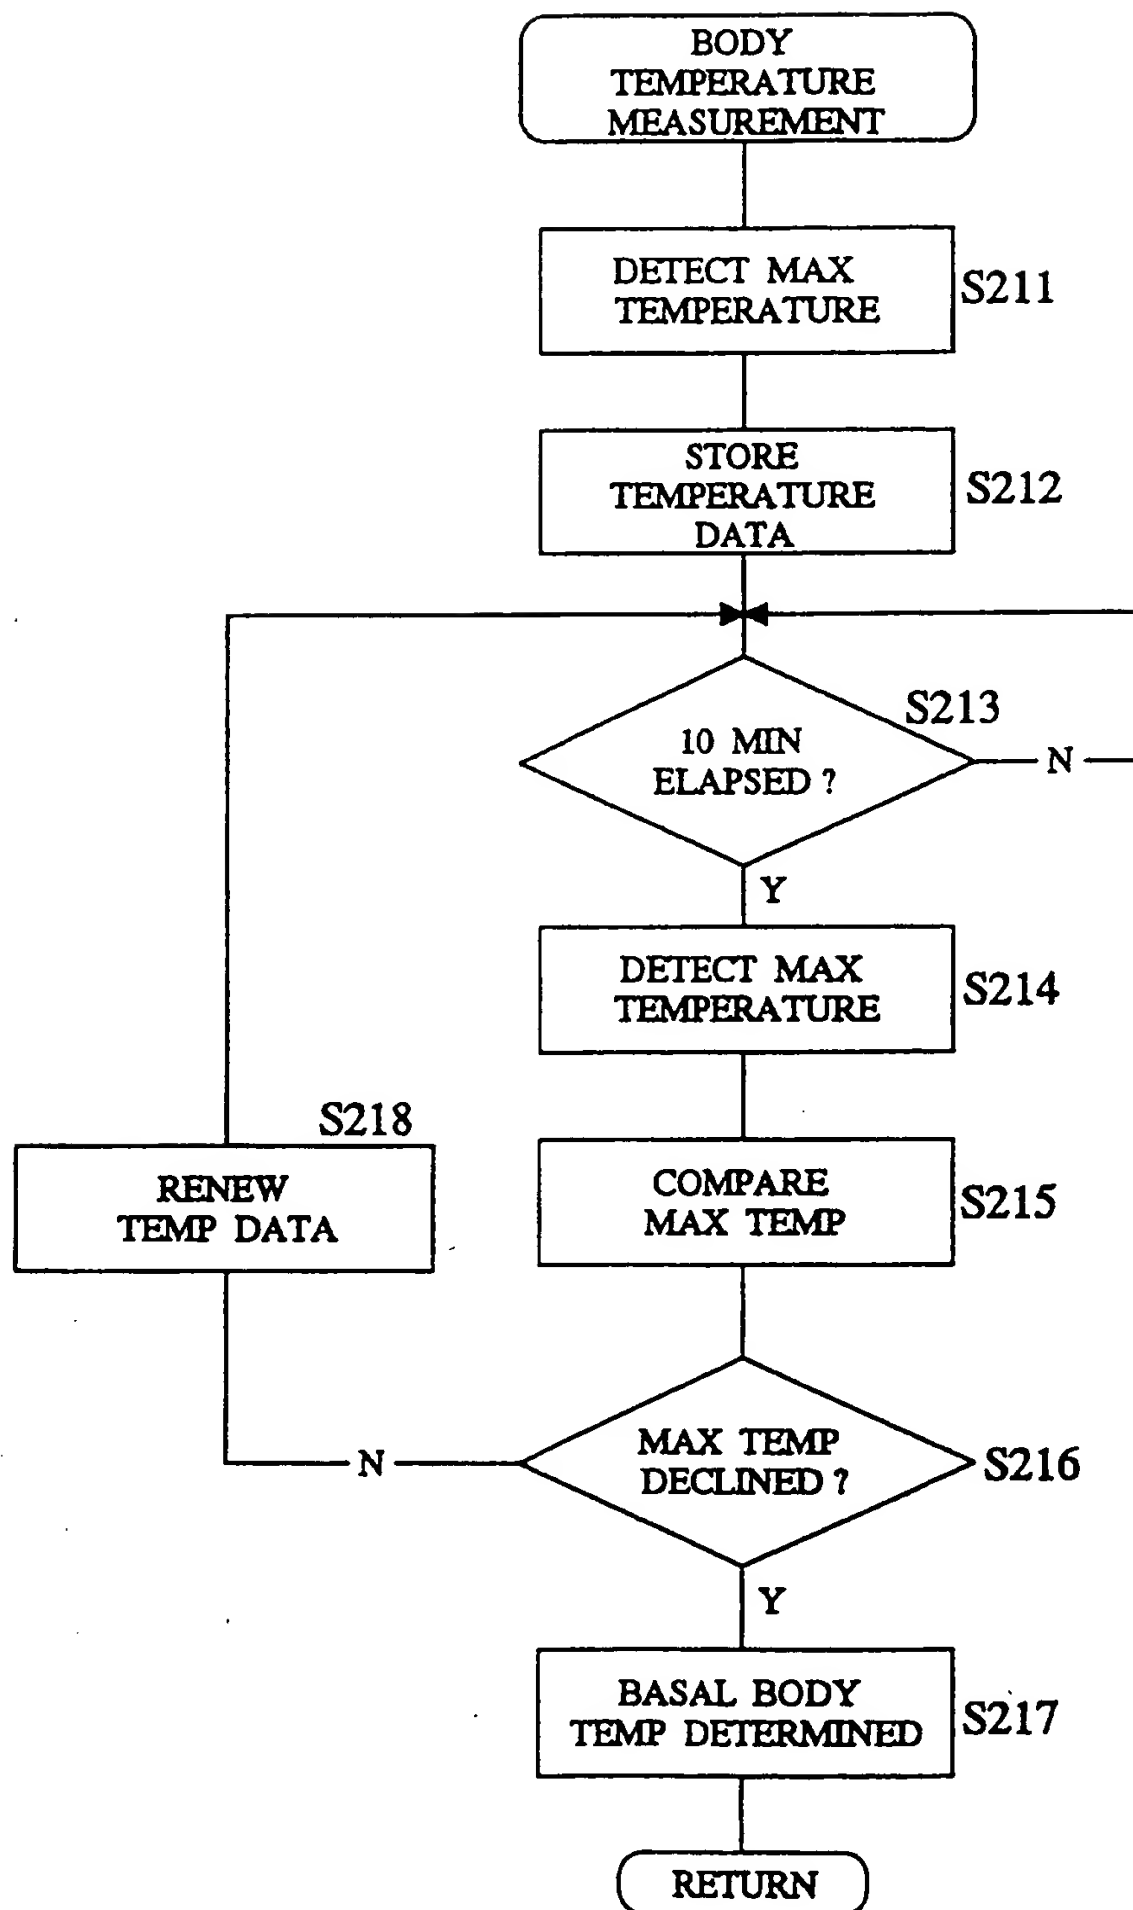 BODY
TEMPERATURE
MEASUREMENT
DETECT MAX
TEMPERATURE
S211
STORE
TEMPERATURE
DATA
S212
S213
10 MIN
ELAPSED ?
N
Y
DETECT MAX
TEMPERATURE
S214
S218
RENEW
TEMP DATA
COMPARE
MAX TEMP
S215
MAX TEMP
DECLINED ?
S216
N
Y
BASAL BODY
TEMP DETERMINED
S217
RETURN